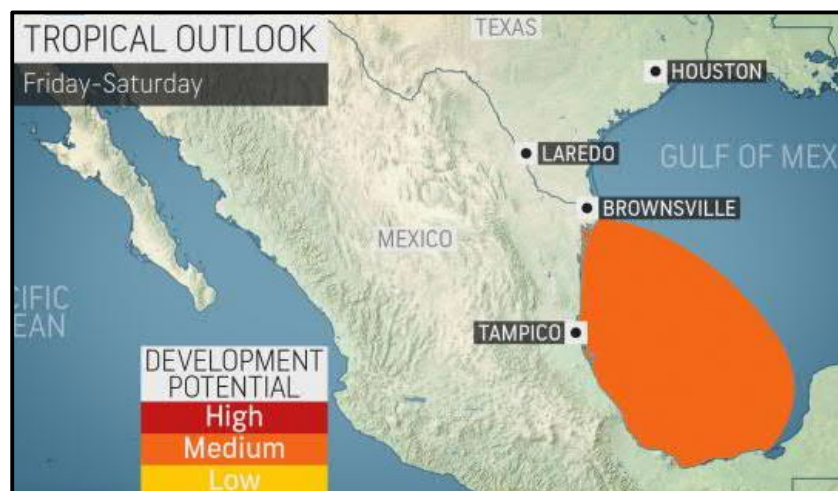 TROPICAL OUTLOOK
Friday-Saturday
TEXAS
HOUSTON
LAREDO
GULF OF MEX
BROWNSVILLE
MEXICO
CIFIC
EAN
TAMPICO
DEVELOPMENT
POTENTIAL
High
Medium
Low